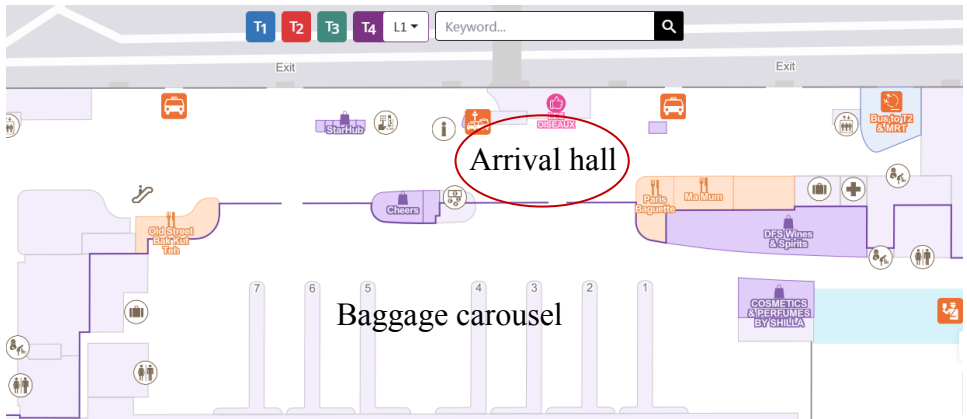 T1 T2 T3 T4 L1 Keyword...
Exit
Exit
StarHub
OISEAUX
Bus to T2
& MRT
Arrival hall
Cheers
Paris
Baguette
Ma Mum
Old Street
Bak Kut
Teh
DFS Wines
& Spirits
7 6 5 4 3 2 1
COSMETICS
& PERFUMES
BY SHILLA
Baggage carousel